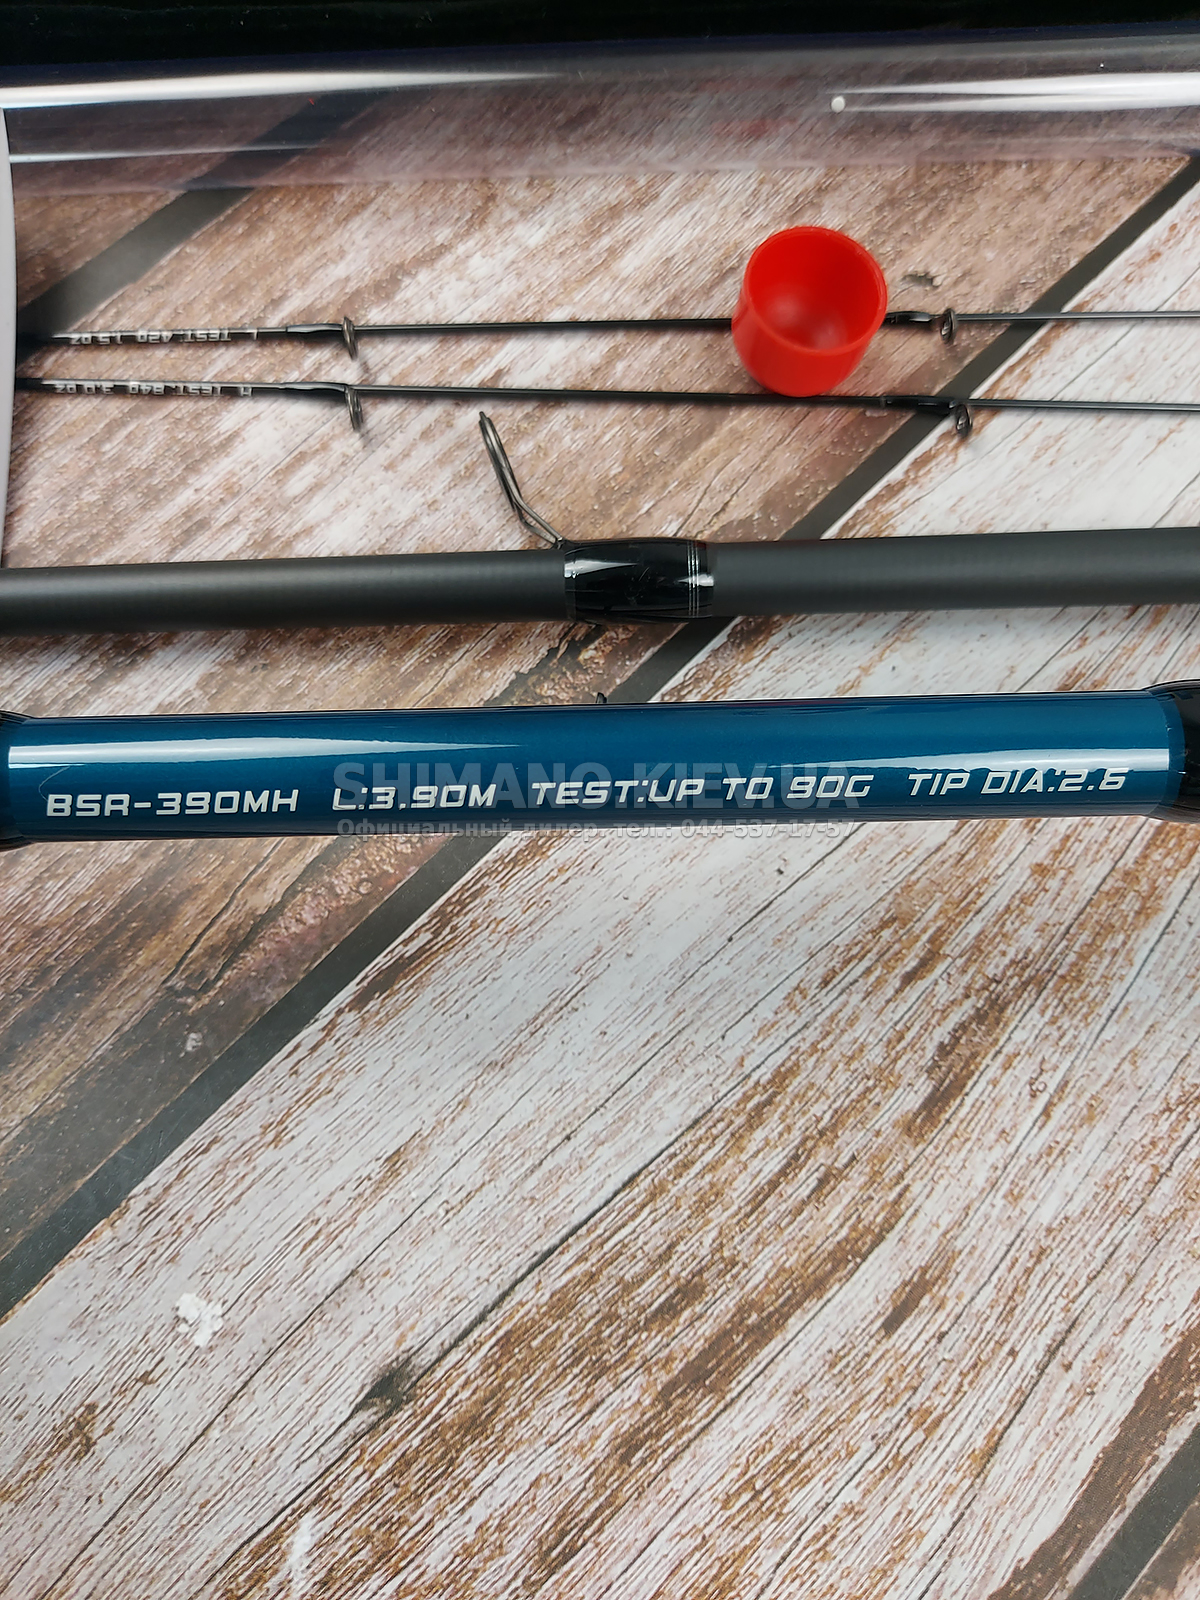 L TEST. 42g 1.5 oz
M TEST. 84g 3.0 oz
BSR-390MH L:3.90M TEST:UP TO 90G TIP DIA:2.6
SHIMANO.KIEV.UA
Официальный дилер. тел.: 044-537-17-57